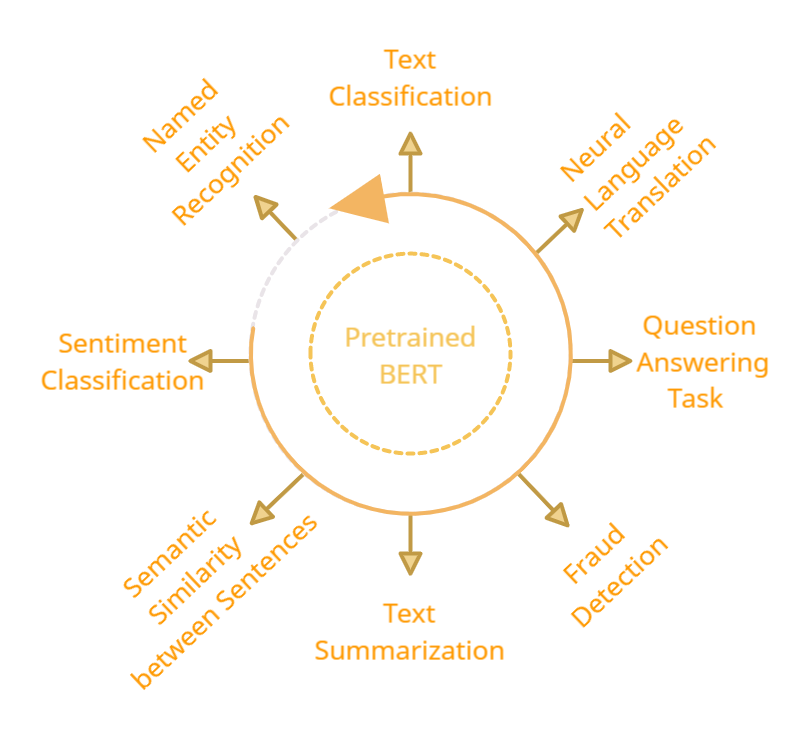 Text
Classification
Neural
Language
Translation
Question
Answering
Task
Fraud
Detection
Text
Summarization
Semantic
Similarity
between Sentences
Sentiment
Classification
Named
Entity
Recognition
Pretrained
BERT